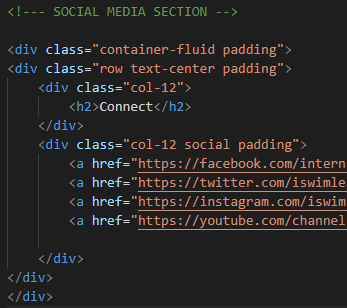 <!--- SOCIAL MEDIA SECTION -->
<div class="container-fluid padding">
<div class="row text-center padding">
<div class="col-12">
<h2>Connect</h2>
</div>
<div class="col-12 social padding">
<a href="https://facebook.com/intern
<a href="https://twitter.com/iswimle
<a href="https://instagram.com/iswim
<a href="https://youtube.com/channel
</div>
</div>
</div>